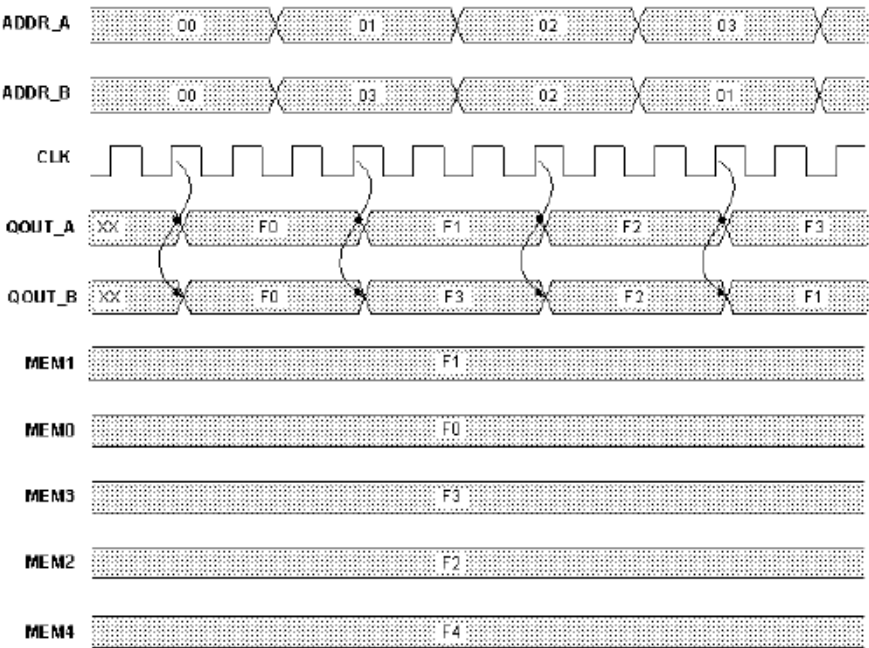 ADDR_A 00 01 02 03
ADDR_B 00 03 02 01
CLK
QOUT_A XX F0 F1 F2 F3
QOUT_B XX F0 F3 F2 F1
MEM1 F1
MEM0 F0
MEM3 F3
MEM2 F2
MEM4 F4